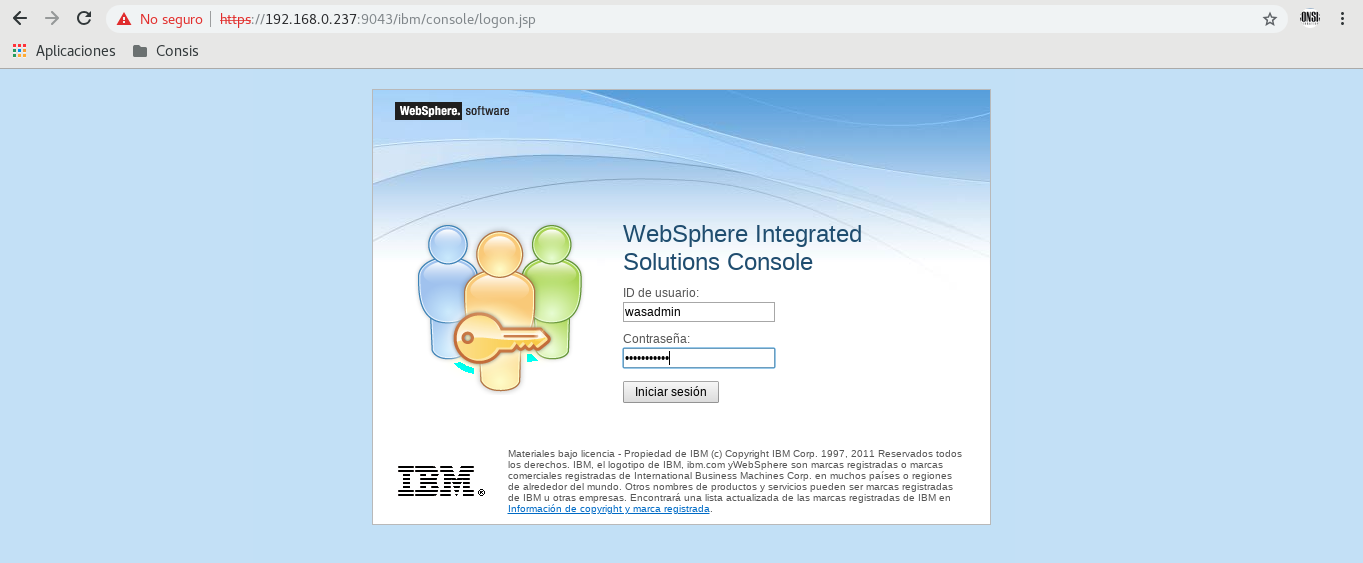 No seguro https://192.168.0.237:9043/ibm/console/logon.jsp
Aplicaciones Consis
WebSphere. software
WebSphere Integrated
Solutions Console
ID de usuario:
wasadmin
Contraseña:
•••••••••••
Iniciar sesión
Materiales bajo licencia - Propiedad de IBM (c) Copyright IBM Corp. 1997, 2011 Reservados todos
los derechos. IBM, el logotipo de IBM, ibm.com yWebSphere son marcas registradas o marcas
comerciales registradas de International Business Machines Corp. en muchos países o regiones
de alrededor del mundo. Otros nombres de productos y servicios pueden ser marcas registradas
de IBM u otras empresas. Encontrará una lista actualizada de las marcas registradas de IBM en
Información de copyright y marca registrada.
IBM®